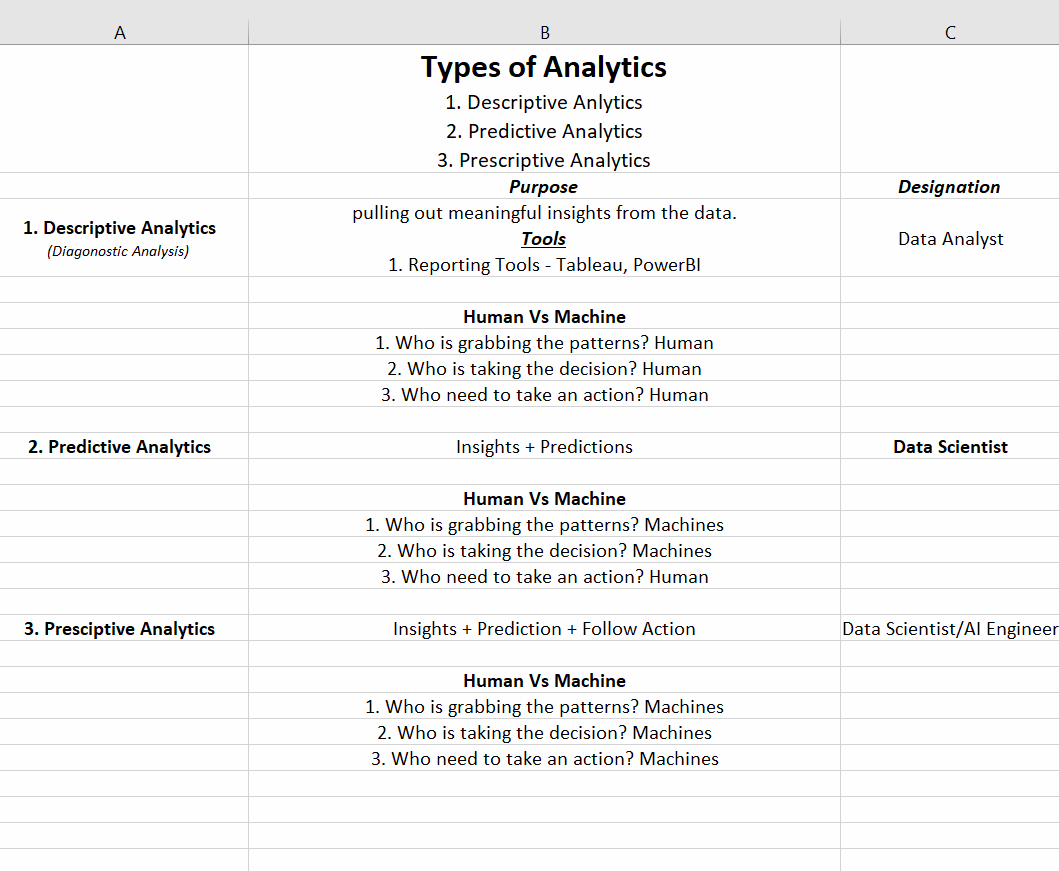 A B C
Types of Analytics
1. Descriptive Anlytics
2. Predictive Analytics
3. Prescriptive Analytics
Purpose Designation
1. Descriptive Analytics
(Diagonostic Analysis)
pulling out meaningful insights from the data.
Tools
1. Reporting Tools - Tableau, PowerBI
Data Analyst
Human Vs Machine
1. Who is grabbing the patterns? Human
2. Who is taking the decision? Human
3. Who need to take an action? Human
2. Predictive Analytics Insights + Predictions Data Scientist
Human Vs Machine
1. Who is grabbing the patterns? Machines
2. Who is taking the decision? Machines
3. Who need to take an action? Human
3. Presciptive Analytics Insights + Prediction + Follow Action Data Scientist/AI Engineer
Human Vs Machine
1. Who is grabbing the patterns? Machines
2. Who is taking the decision? Machines
3. Who need to take an action? Machines